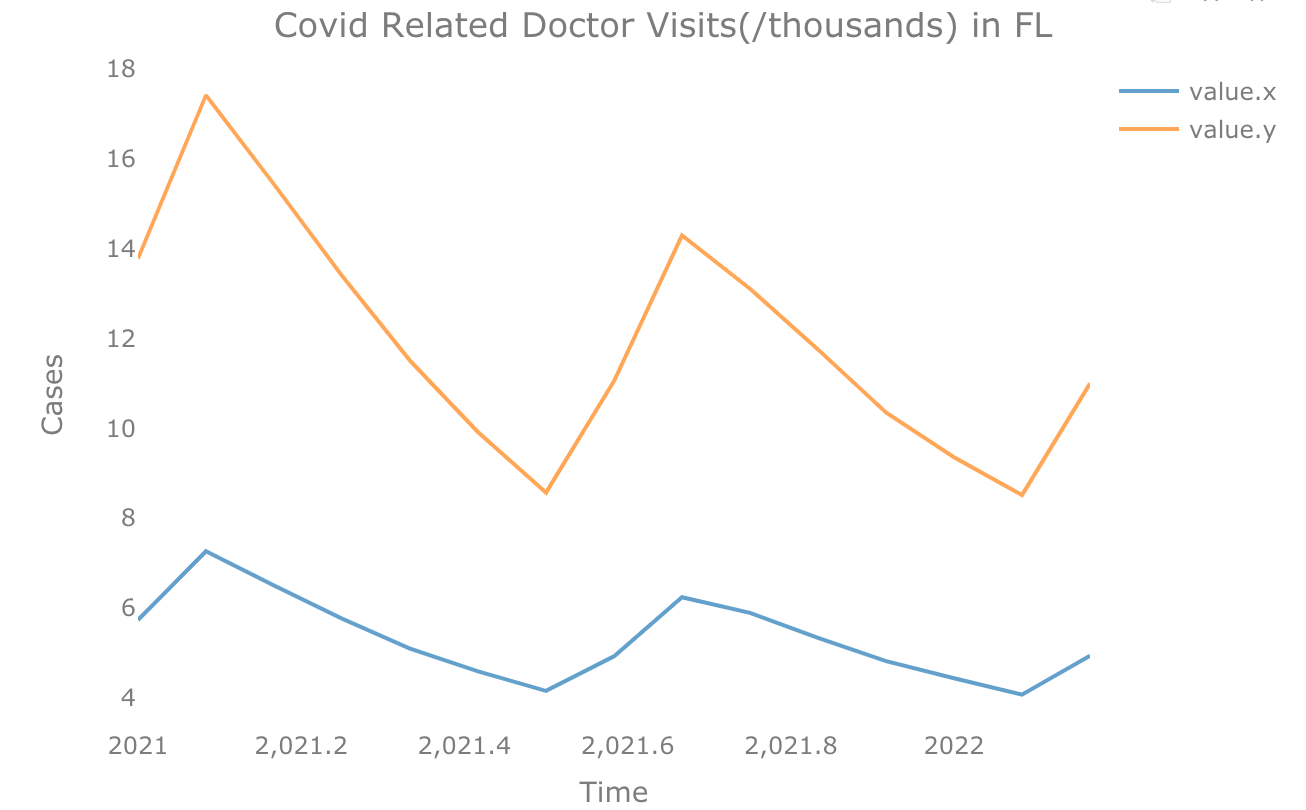 Covid Related Doctor Visits(/thousands) in FL
18
16
14
12
10
8
6
4
Cases
2021
2,021.2
2,021.4
2,021.6
2,021.8
2022
Time
value.x
value.y